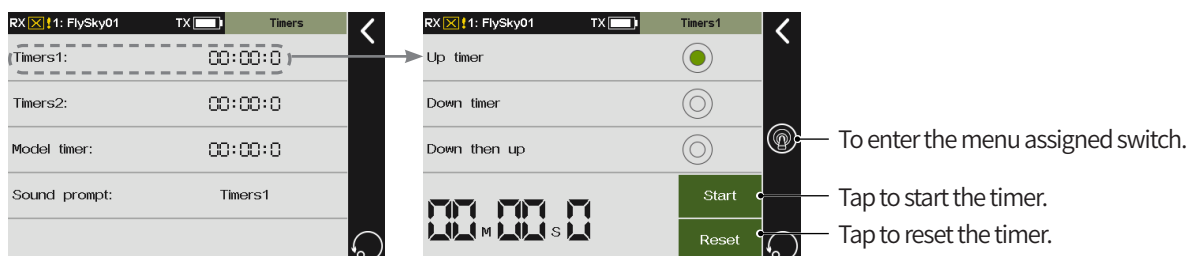 RX !1: FlySky01 TX Timers
Timers1: 00:00:0
Timers2: 00:00:0
Model timer: 00:00:0
Sound prompt: Timers1
RX !1: FlySky01 TX Timers1
Up timer
Down timer
Down then up
00 M 00 S 0
Start
Reset
To enter the menu assigned switch.
Tap to start the timer.
Tap to reset the timer.